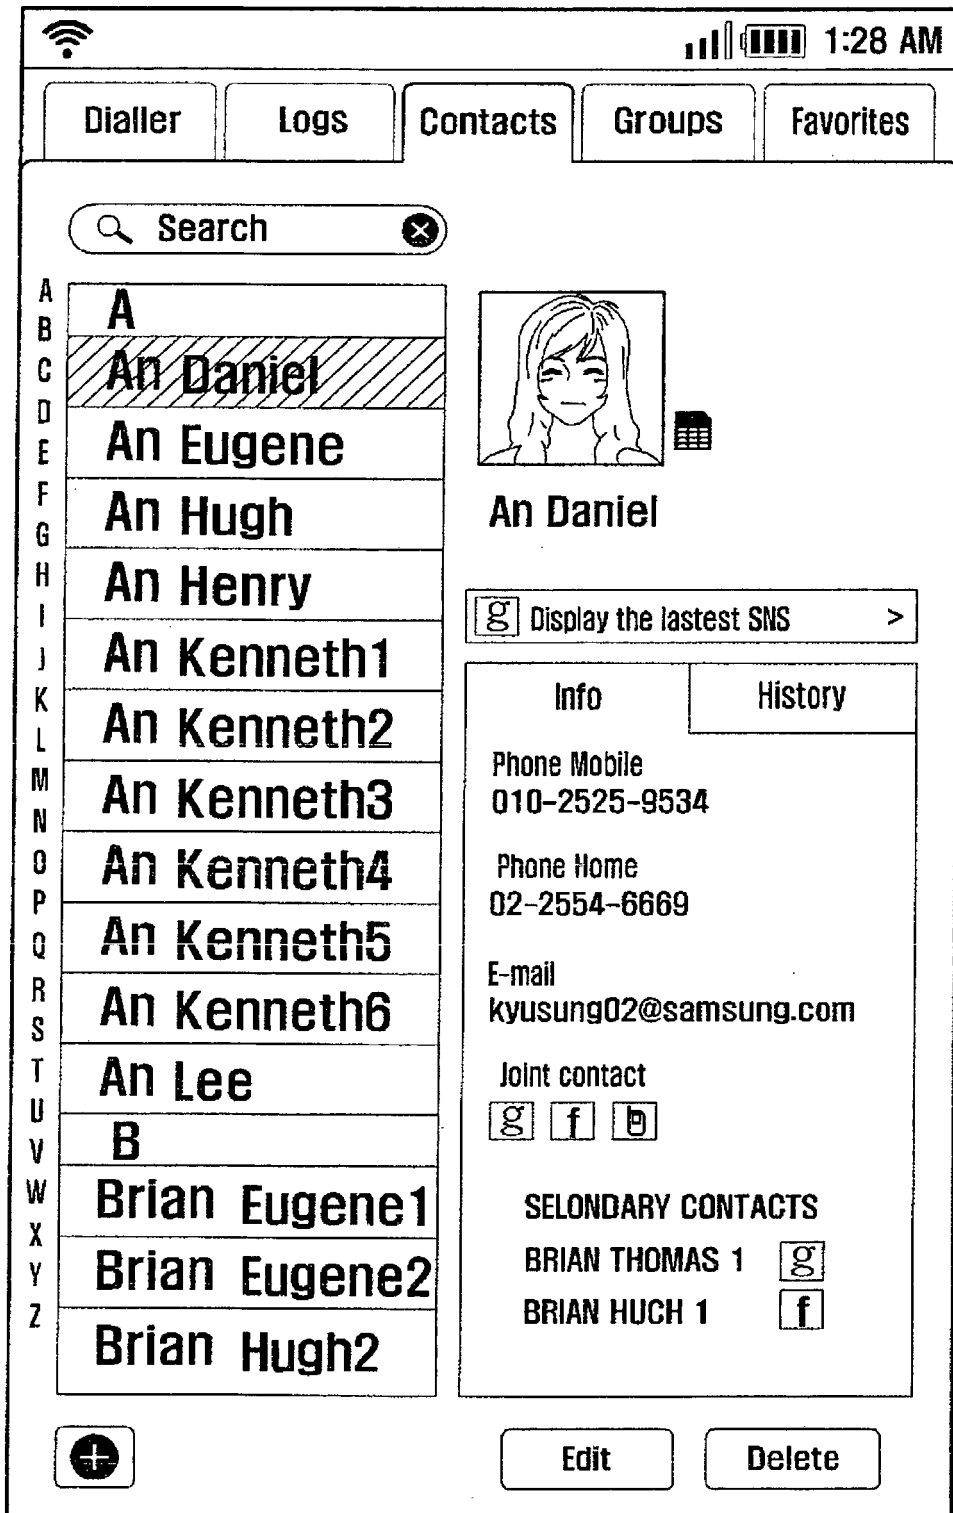 1:28 AM
Dialler Logs Contacts Groups Favorites
Search
A
B
C
D
E
F
G
H
I
J
K
L
M
N
O
P
Q
R
S
T
U
V
W
X
Y
Z
A
An Daniel
An Eugene
An Hugh
An Henry
An Kenneth1
An Kenneth2
An Kenneth3
An Kenneth4
An Kenneth5
An Kenneth6
An Lee
B
Brian Eugene1
Brian Eugene2
Brian Hugh2
An Daniel
g Display the lastest SNS >
Info History
Phone Mobile
010-2525-9534
Phone Home
02-2554-6669
E-mail
kyusung02@samsung.com
Joint contact
g f
SELONDARY CONTACTS
BRIAN THOMAS 1 g
BRIAN HUCH 1 f
Edit Delete